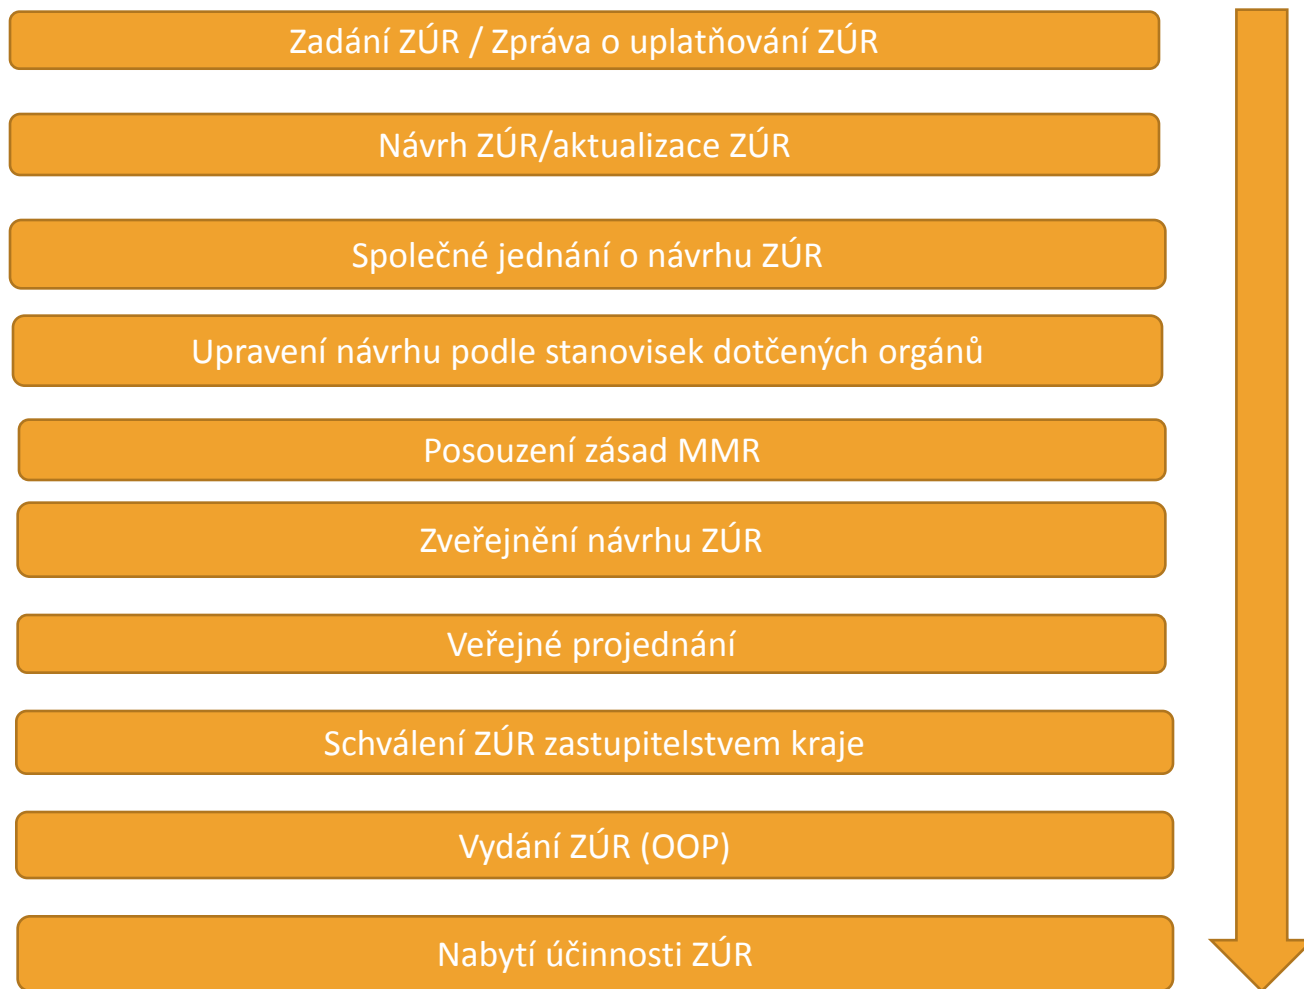 Zadání ZÚR / Zpráva o uplatňování ZÚR
Návrh ZÚR/aktualizace ZÚR
Společné jednání o návrhu ZÚR
Upravení návrhu podle stanovisek dotčených orgánů
Posouzení zásad MMR
Zveřejnění návrhu ZÚR
Veřejné projednání
Schválení ZÚR zastupitelstvem kraje
Vydání ZÚR (OOP)
Nabytí účinnosti ZÚR